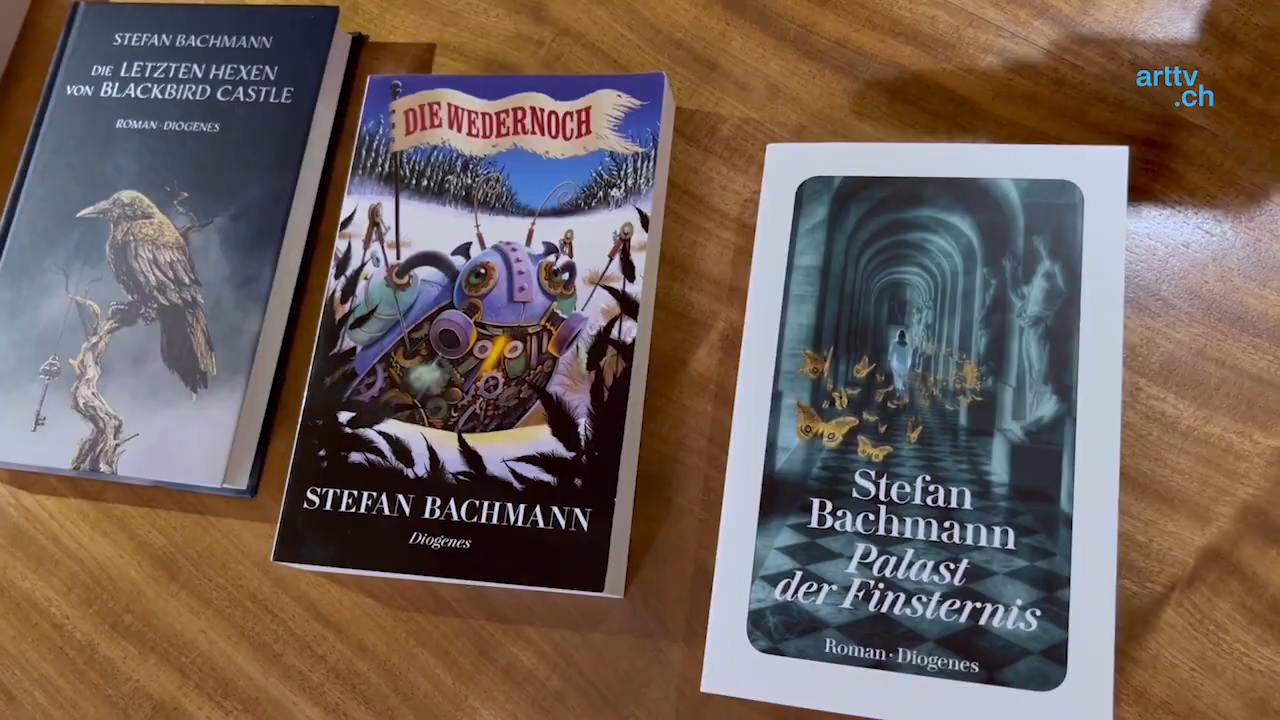 STEFAN BACHMANN
DIE LETZTEN HEXEN
VON BLACKBIRD CASTLE
ROMAN · DIOGENES
DIE WEDERNOCH
STEFAN BACHMANN
Diogenes
Stefan
Bachmann
Palast
der Finsternis
Roman · Diogenes
arttv
.ch